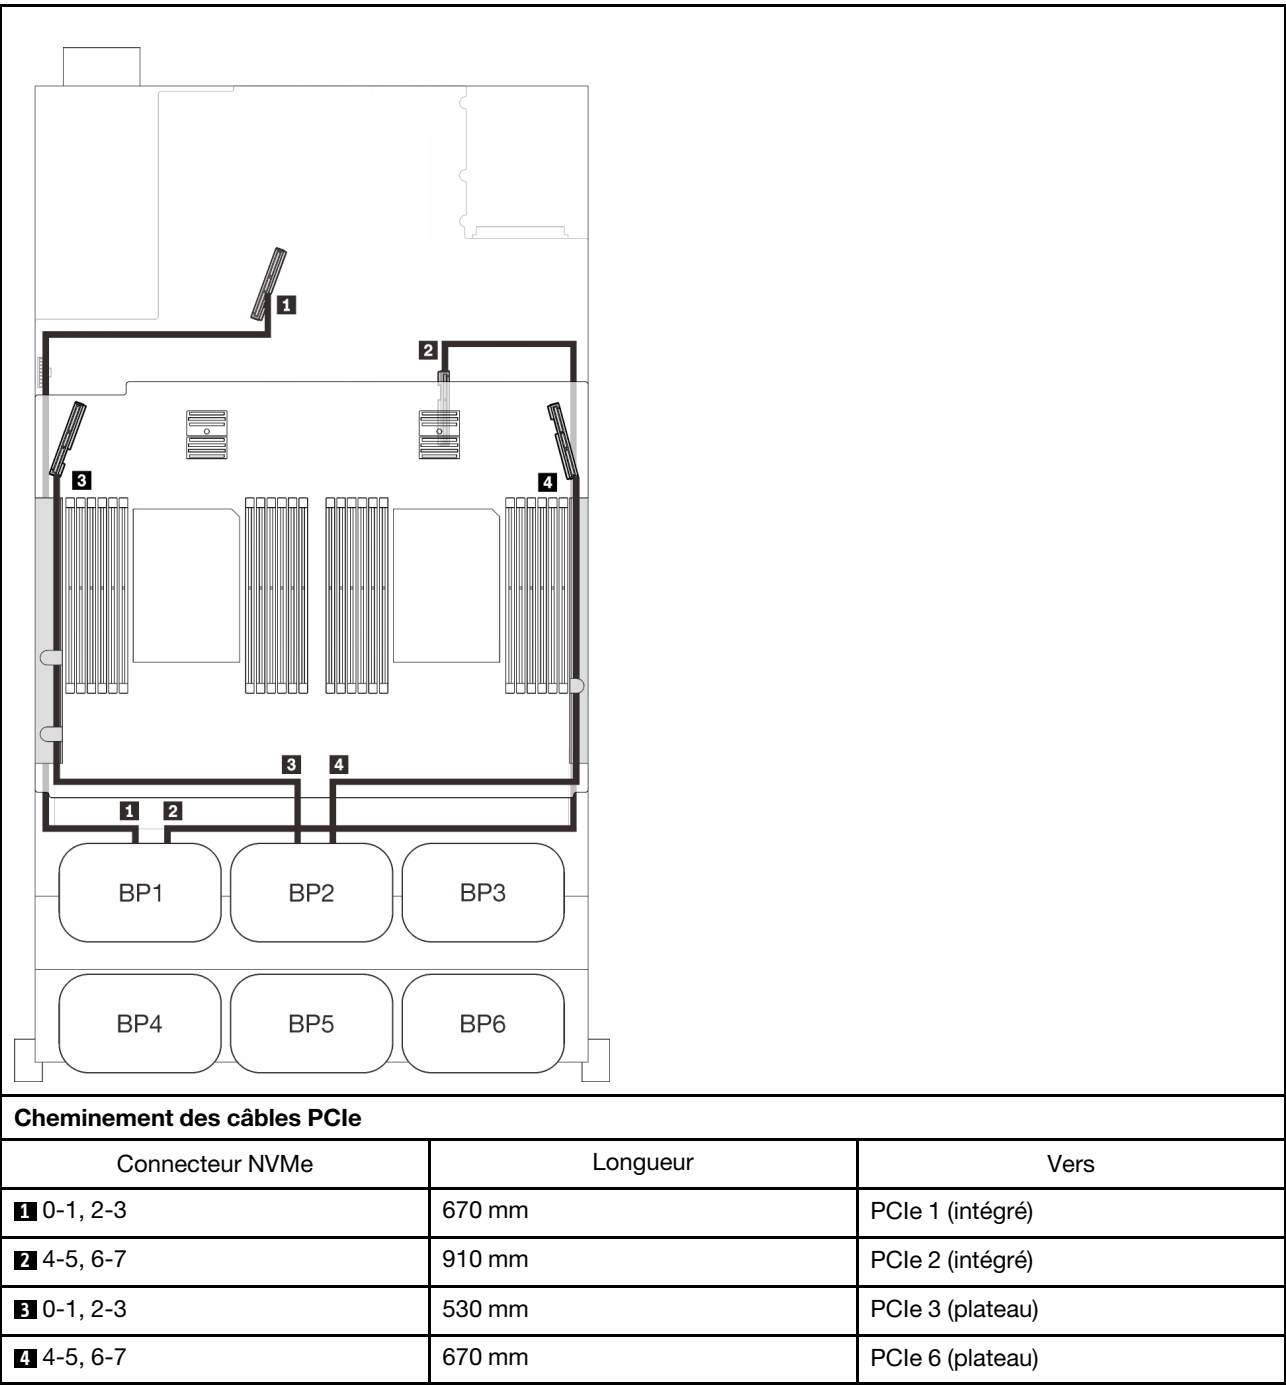 1
2
3
4
3
4
1
2
BP1
BP2
BP3
BP4
BP5
BP6
Cheminement des câbles PCIe
Connecteur NVMe
Longueur
Vers
1 0-1, 2-3
670 mm
PCIe 1 (intégré)
2 4-5, 6-7
910 mm
PCIe 2 (intégré)
3 0-1, 2-3
530 mm
PCIe 3 (plateau)
4 4-5, 6-7
670 mm
PCIe 6 (plateau)